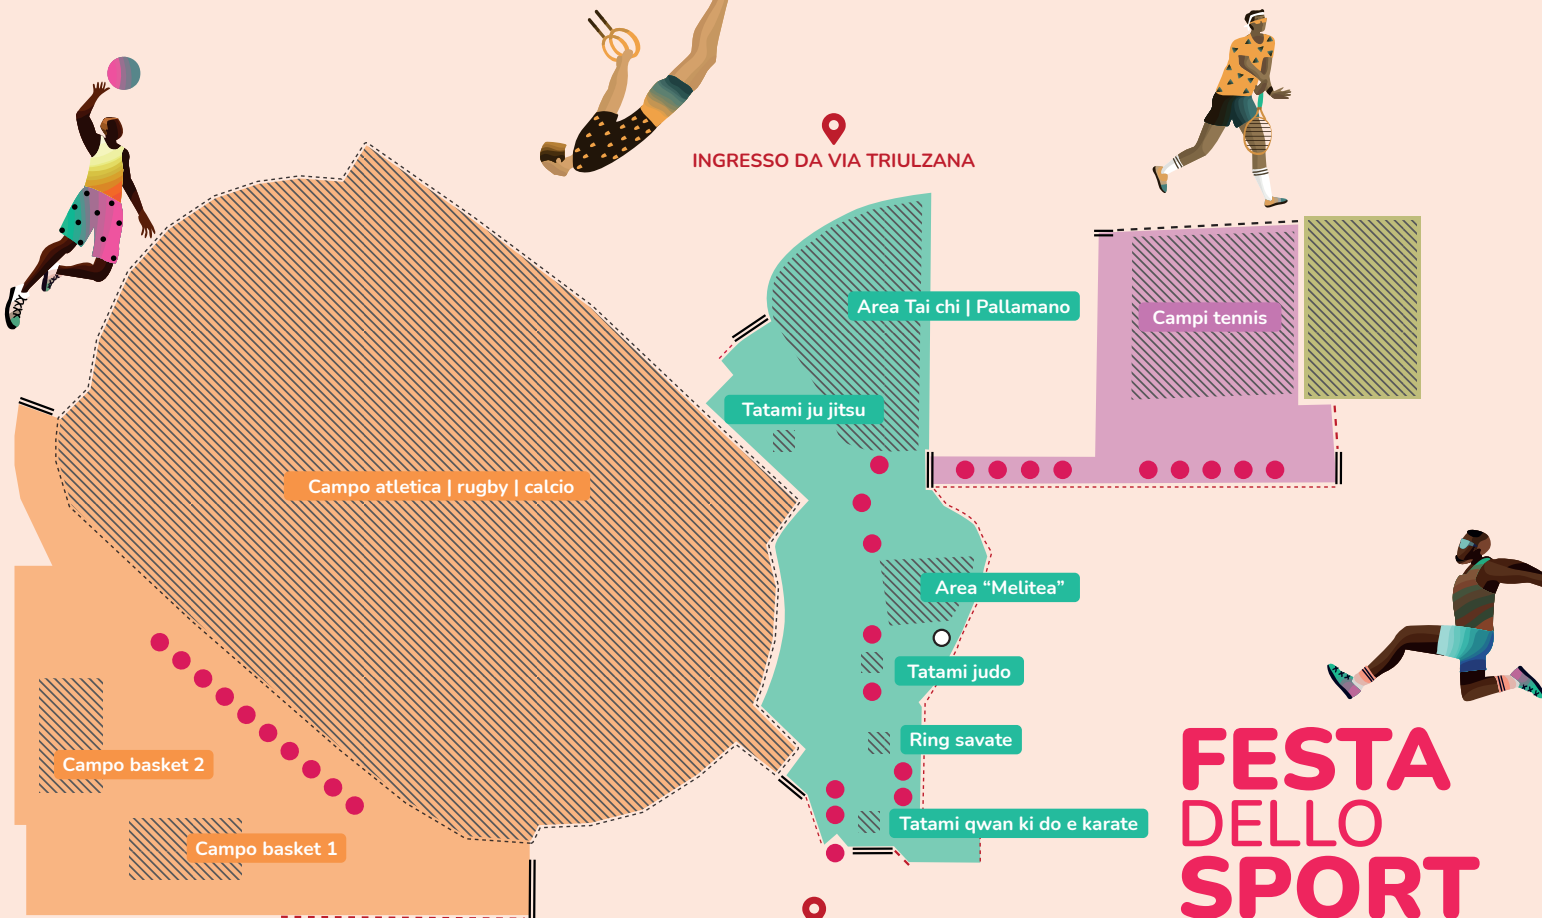 INGRESSO DA VIA TRIULZANA
Area Tai chi | Pallamano
Campi tennis
Tatami ju jitsu
Campo atletica | rugby | calcio
Area “Melitea”
Tatami judo
Ring savate
Campo basket 2
Tatami qwan ki do e karate
Campo basket 1
FESTA
DELLO
SPORT